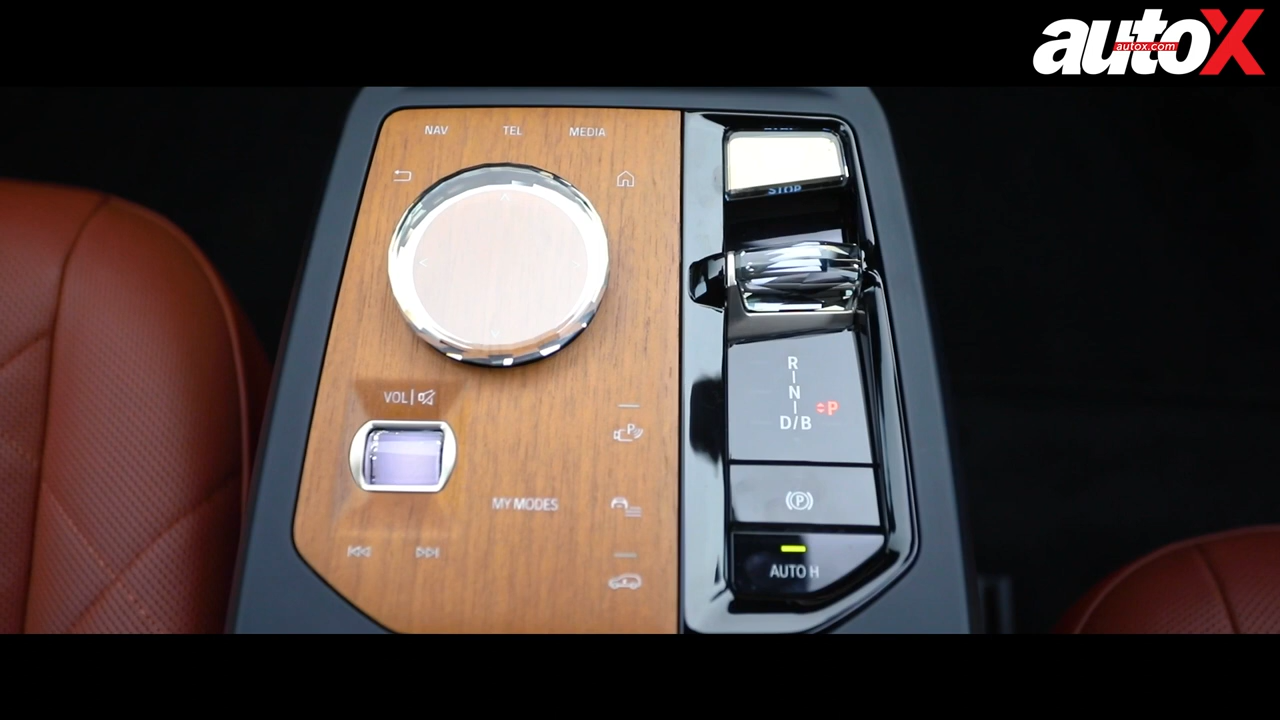 autoX
autox.com
NAV TEL MEDIA
STOP
R
N
P
D/B
VOL
P
MY MODES
P
AUTO H